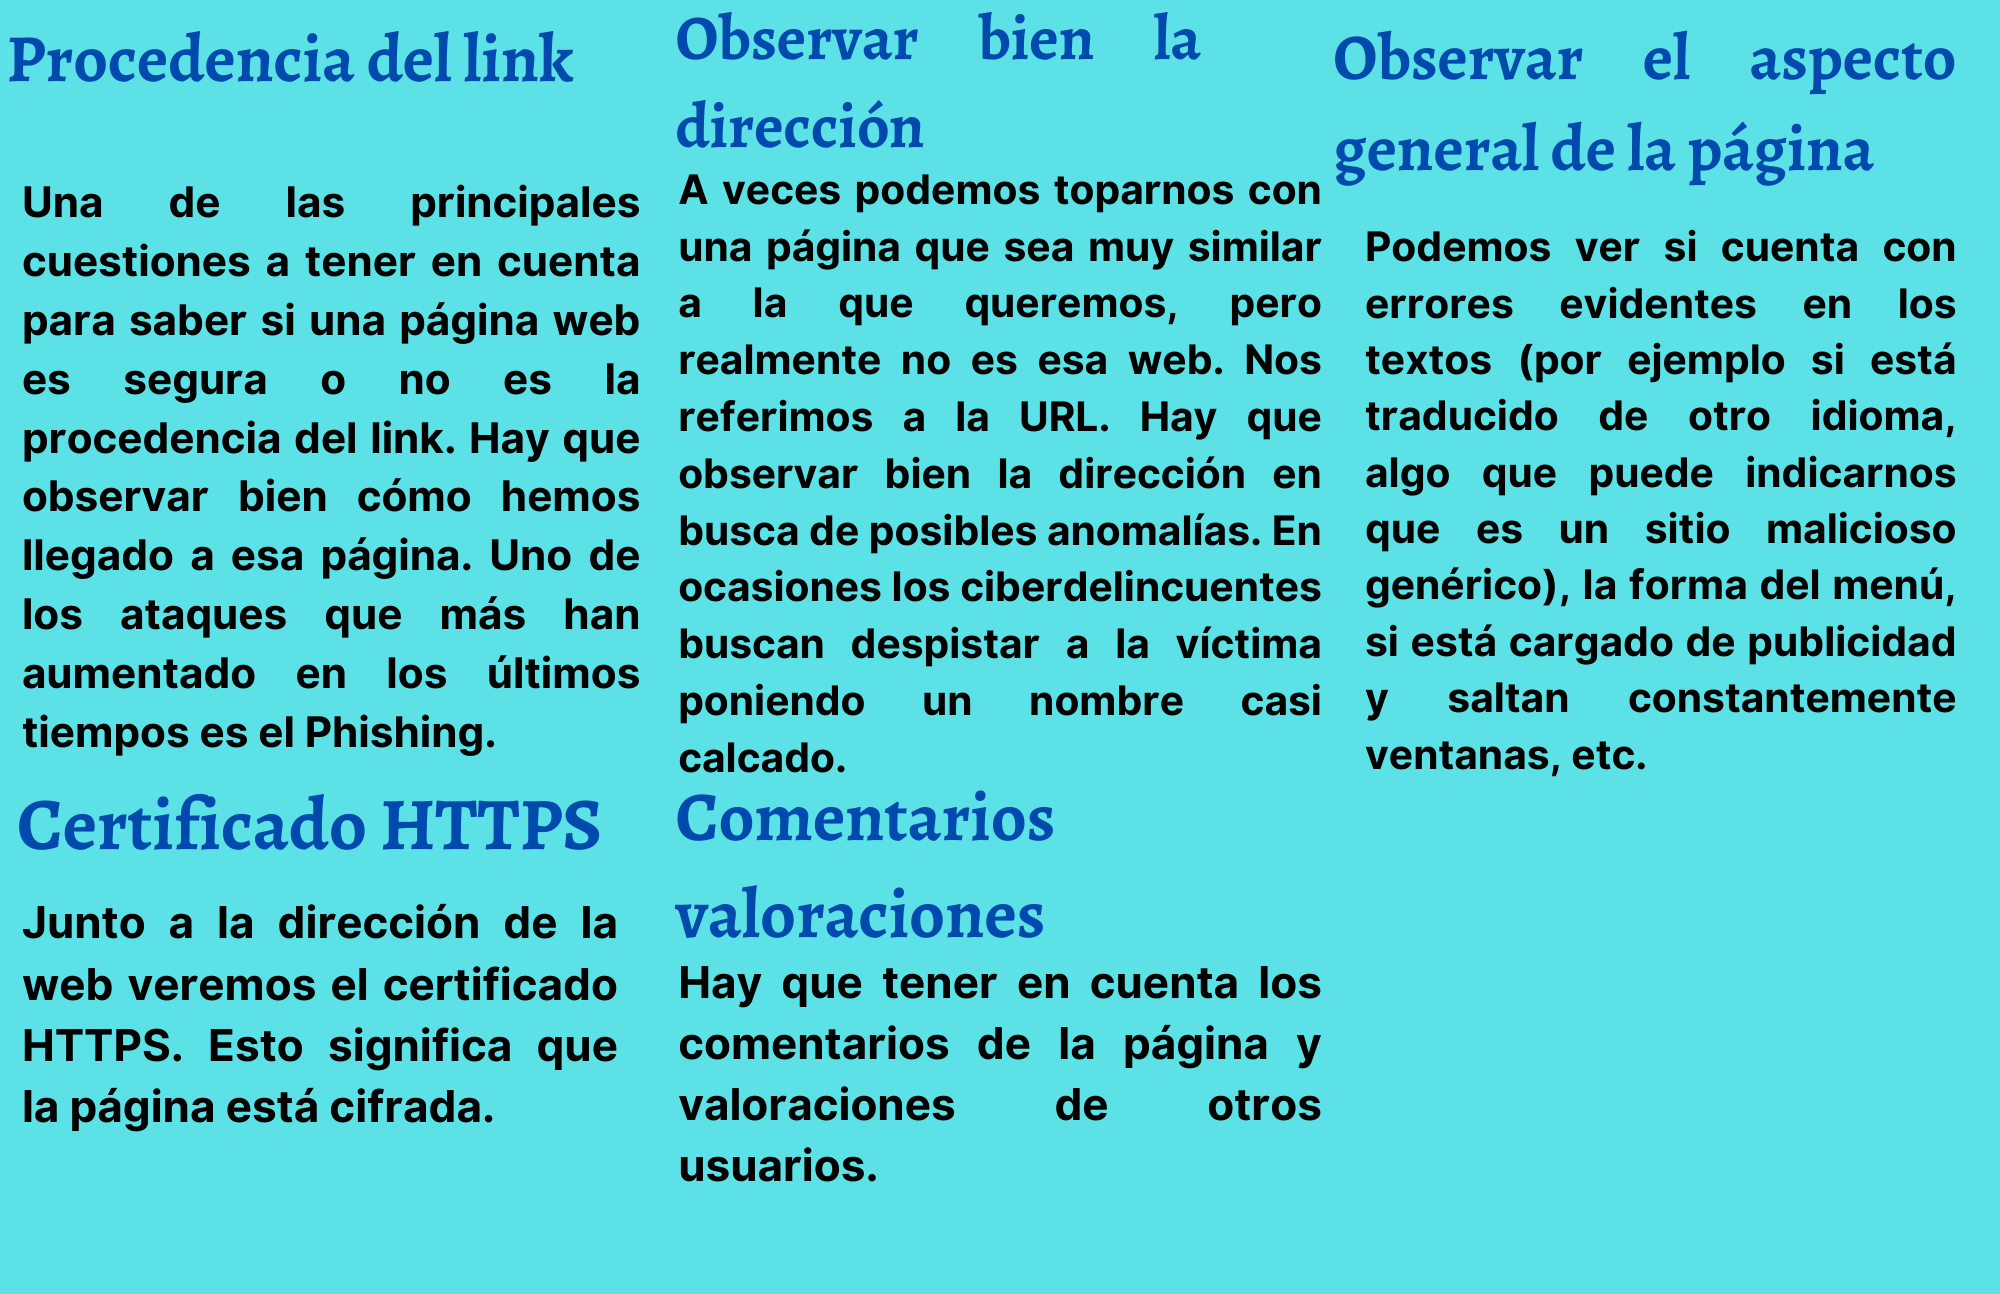 Procedencia del link
Una de las principales
cuestiones a tener en cuenta
para saber si una página web
es segura o no es la
procedencia del link. Hay que
observar bien cómo hemos
llegado a esa página. Uno de
los ataques que más han
aumentado en los últimos
tiempos es el Phishing.
Certificado HTTPS
Junto a la dirección de la
web veremos el certificado
HTTPS. Esto significa que
la página está cifrada.
Observar bien la
dirección
A veces podemos toparnos con
una página que sea muy similar
a la que queremos, pero
realmente no es esa web. Nos
referimos a la URL. Hay que
observar bien la dirección en
busca de posibles anomalías. En
ocasiones los ciberdelincuentes
buscan despistar a la víctima
poniendo un nombre casi
calcado.
Comentarios
valoraciones
Hay que tener en cuenta los
comentarios de la página y
valoraciones de otros
usuarios.
Observar el aspecto
general de la página
Podemos ver si cuenta con
errores evidentes en los
textos (por ejemplo si está
traducido de otro idioma,
algo que puede indicarnos
que es un sitio malicioso
genérico), la forma del menú,
si está cargado de publicidad
y saltan constantemente
ventanas, etc.